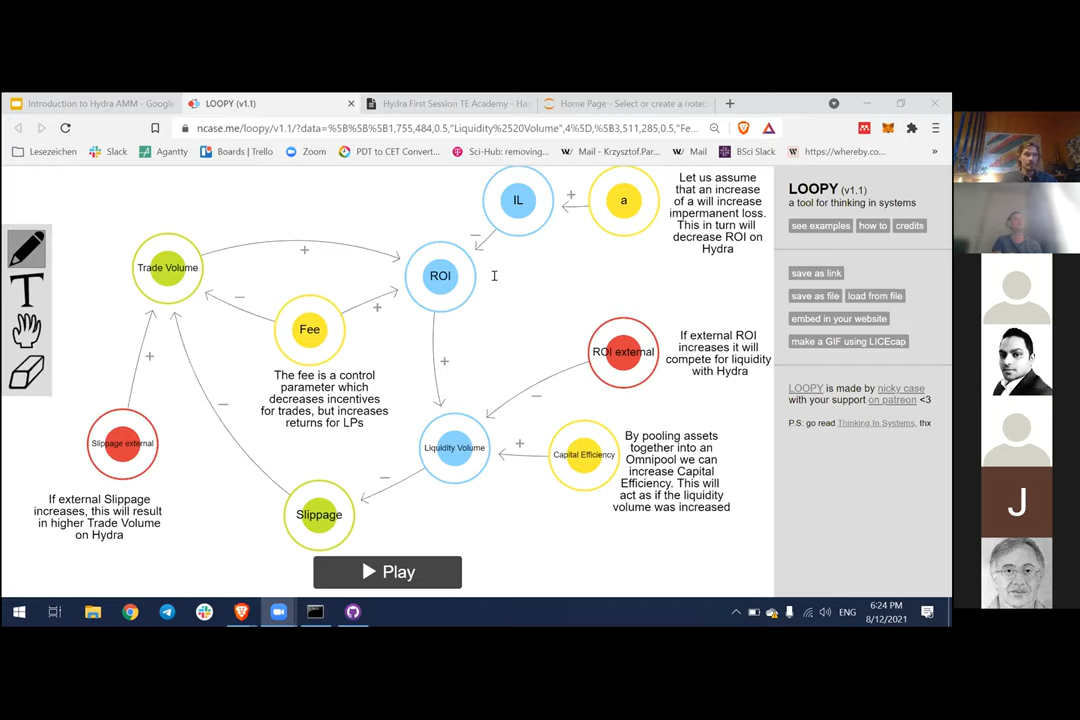 Introduction to Hydra AMM - Google
LOOPY (v1.1)
Hydra First Session TE Academy - Hac
Home Page - Select or create a noteb
ncase.me/loopy/v1.1/?data=%5B%5B%5B1,755,484,0.5,"Liquidity%2520Volume",4%5D,%5B3,511,285,0.5,"Fe...
Lesezeichen
Slack
Agantty
Boards | Trello
Zoom
PDT to CET Convert...
Sci-Hub: removing...
Mail - Krzysztof.Par...
Mail
BSci Slack
https://whereby.co...
»
IL
+
a
Let us assume
that an increase
of a will increase
impermanent loss.
This in turn will
decrease ROI on
Hydra
LOOPY (v1.1)
a tool for thinking in systems
see examples
how to
credits
Trade Volume
+
−
ROI
save as link
save as file
load from file
embed in your website
make a GIF using LICEcap
−
Fee
+
The fee is a control
parameter which
decreases incentives
for trades, but increases
returns for LPs
ROI external
If external ROI
increases it will
compete for liquidity
with Hydra
+
+
−
−
LOOPY is made by nicky case
with your support on patreon <3
P.S: go read Thinking In Systems, thx
Slippage external
If external Slippage
increases, this will result
in higher Trade Volume
on Hydra
Liquidity Volume
+
Capital Efficiency
By pooling assets
together into an
Omnipool we can
increase Capital
Efficiency. This will
act as if the liquidity
volume was increased
−
Slippage
Play
T
J
ENG
6:24 PM
8/12/2021